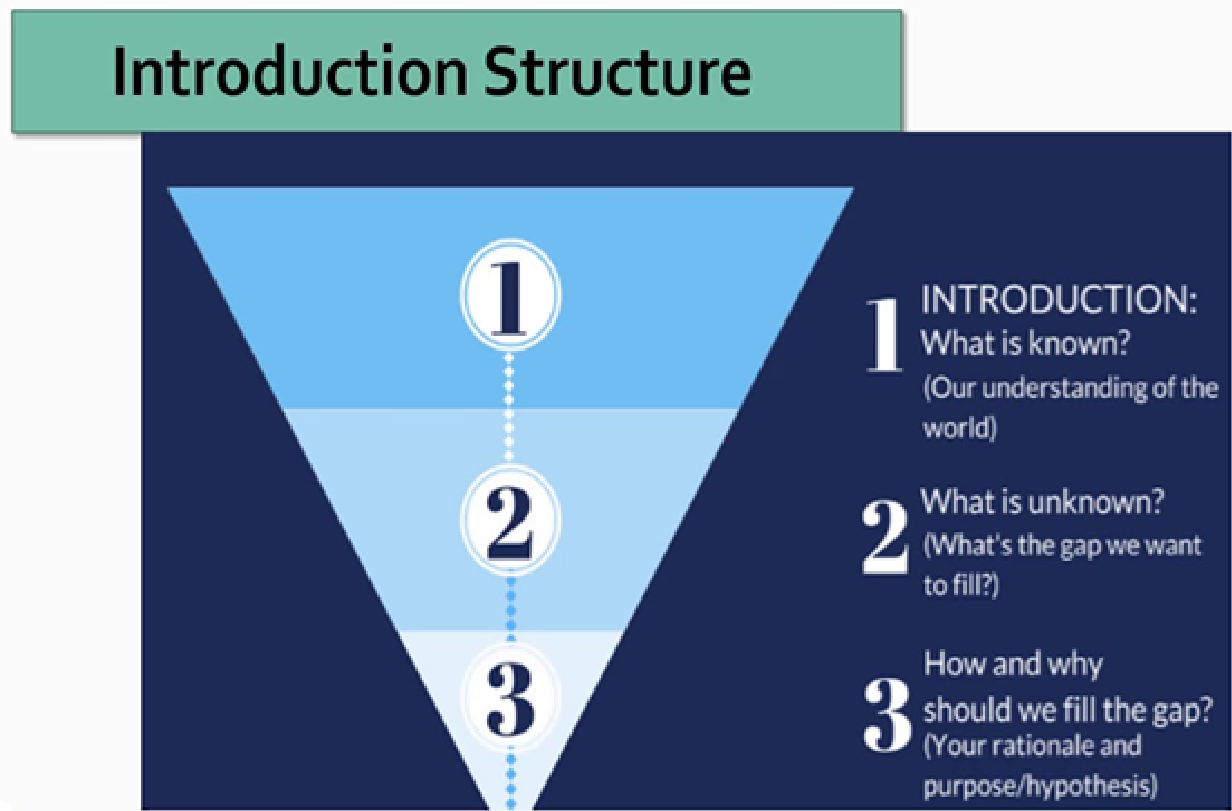 Introduction Structure
1
2
3
1
INTRODUCTION:
What is known?
(Our understanding of the
world)
2
What is unknown?
(What's the gap we want
to fill?)
3
How and why
should we fill the gap?
(Your rationale and
purpose/hypothesis)